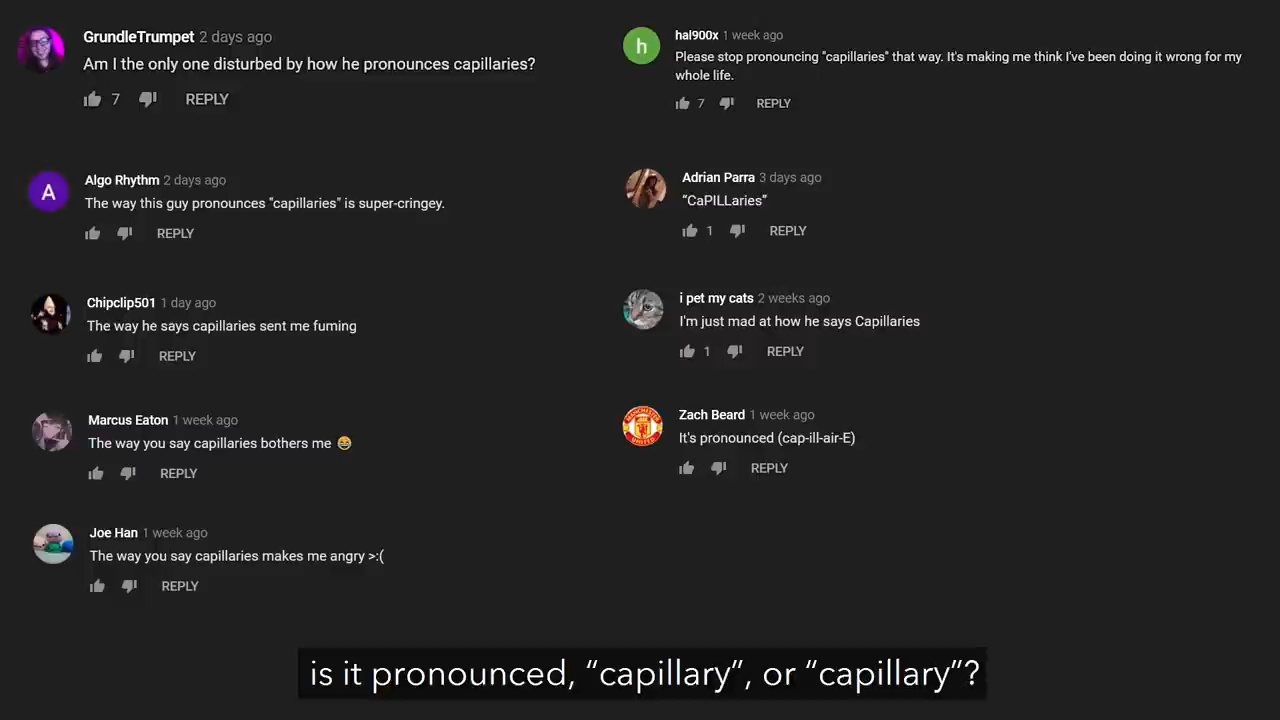 GrundleTrumpet 2 days ago
Am I the only one disturbed by how he pronounces capillaries?
7 REPLY
Algo Rhythm 2 days ago
The way this guy pronounces "capillaries" is super-cringey.
REPLY
Chipclip501 1 day ago
The way he says capillaries sent me fuming
REPLY
Marcus Eaton 1 week ago
The way you say capillaries bothers me 😄
REPLY
Joe Han 1 week ago
The way you say capillaries makes me angry >:(
REPLY
h
hal900x 1 week ago
Please stop pronouncing "capillaries" that way. It's making me think I've been doing it wrong for my
whole life.
7 REPLY
A
Adrian Parra 3 days ago
“CaPILLaries”
1 REPLY
i pet my cats 2 weeks ago
I'm just mad at how he says Capillaries
1 REPLY
MANCHESTER
UNITED
Zach Beard 1 week ago
It's pronounced (cap-ill-air-E)
REPLY
is it pronounced, “capillary”, or “capillary”?